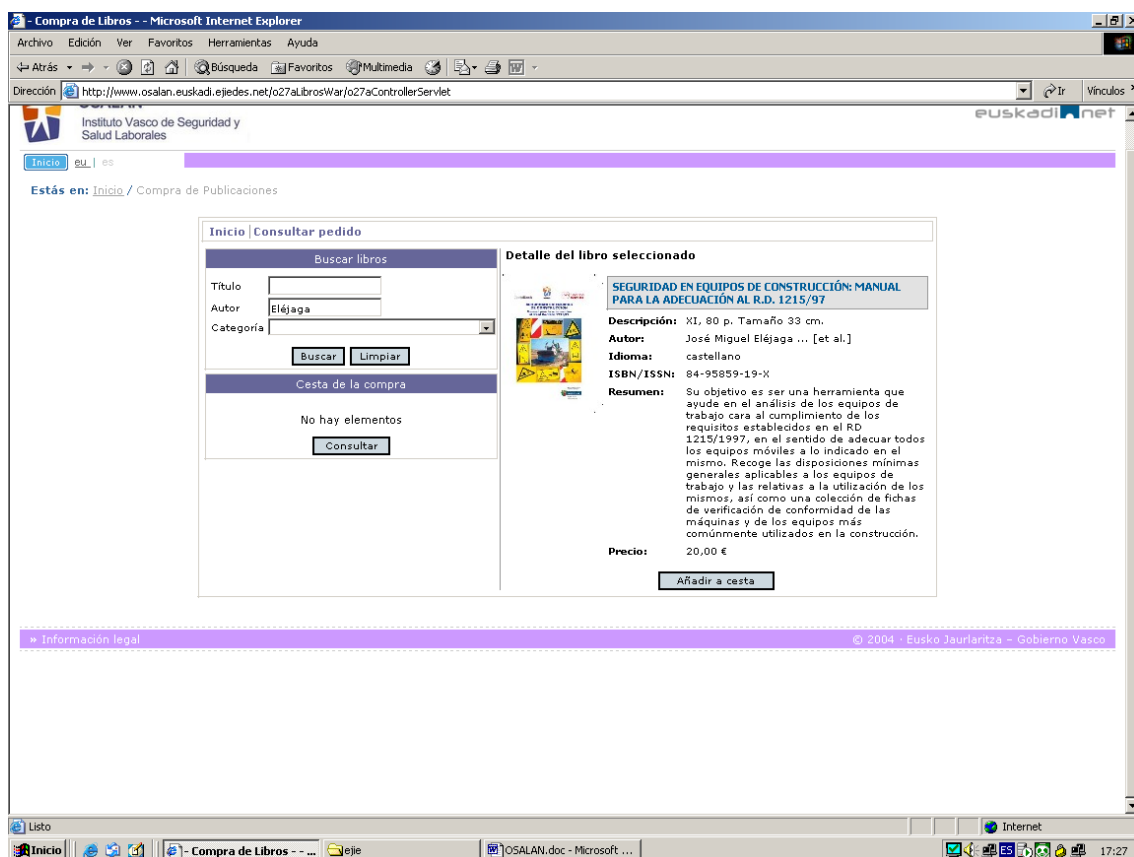 - Compra de Libros - - Microsoft Internet Explorer
Archivo Edición Ver Favoritos Herramientas Ayuda
Atrás Búsqueda Favoritos Multimedia
Dirección http://www.osalan.euskadi.ejiedes.net/o27aLibrosWar/o27aControllerServlet Ir Vínculos
OSALAN
Instituto Vasco de Seguridad y
Salud Laborales
euskadi net
Inicio eu | es
Estás en: Inicio / Compra de Publicaciones
Inicio | Consultar pedido
Buscar libros
Título
Autor Eléjaga
Categoría
Buscar Limpiar
Cesta de la compra
No hay elementos
Consultar
Detalle del libro seleccionado
SEGURIDAD EN EQUIPOS DE CONSTRUCCIÓN: MANUAL
PARA LA ADECUACIÓN AL R.D. 1215/97
Descripción: XI, 80 p. Tamaño 33 cm.
Autor: José Miguel Eléjaga ... [et al.]
Idioma: castellano
ISBN/ISSN: 84-95859-19-X
Resumen: Su objetivo es ser una herramienta que
ayude en el análisis de los equipos de
trabajo cara al cumplimiento de los
requisitos establecidos en el RD
1215/1997, en el sentido de adecuar todos
los equipos móviles a lo indicado en el
mismo. Recoge las disposiciones mínimas
generales aplicables a los equipos de
trabajo y las relativas a la utilización de los
mismos, así como una colección de fichas
de verificación de conformidad de las
máquinas y de los equipos más
comúnmente utilizados en la construcción.
Precio: 20,00 €
Añadir a cesta
» Información legal
© 2004 - Eusko Jaurlaritza - Gobierno Vasco
Listo Internet
Inicio - Compra de Libros - - ... ejie OSALAN.doc - Microsoft ... ES 17:27